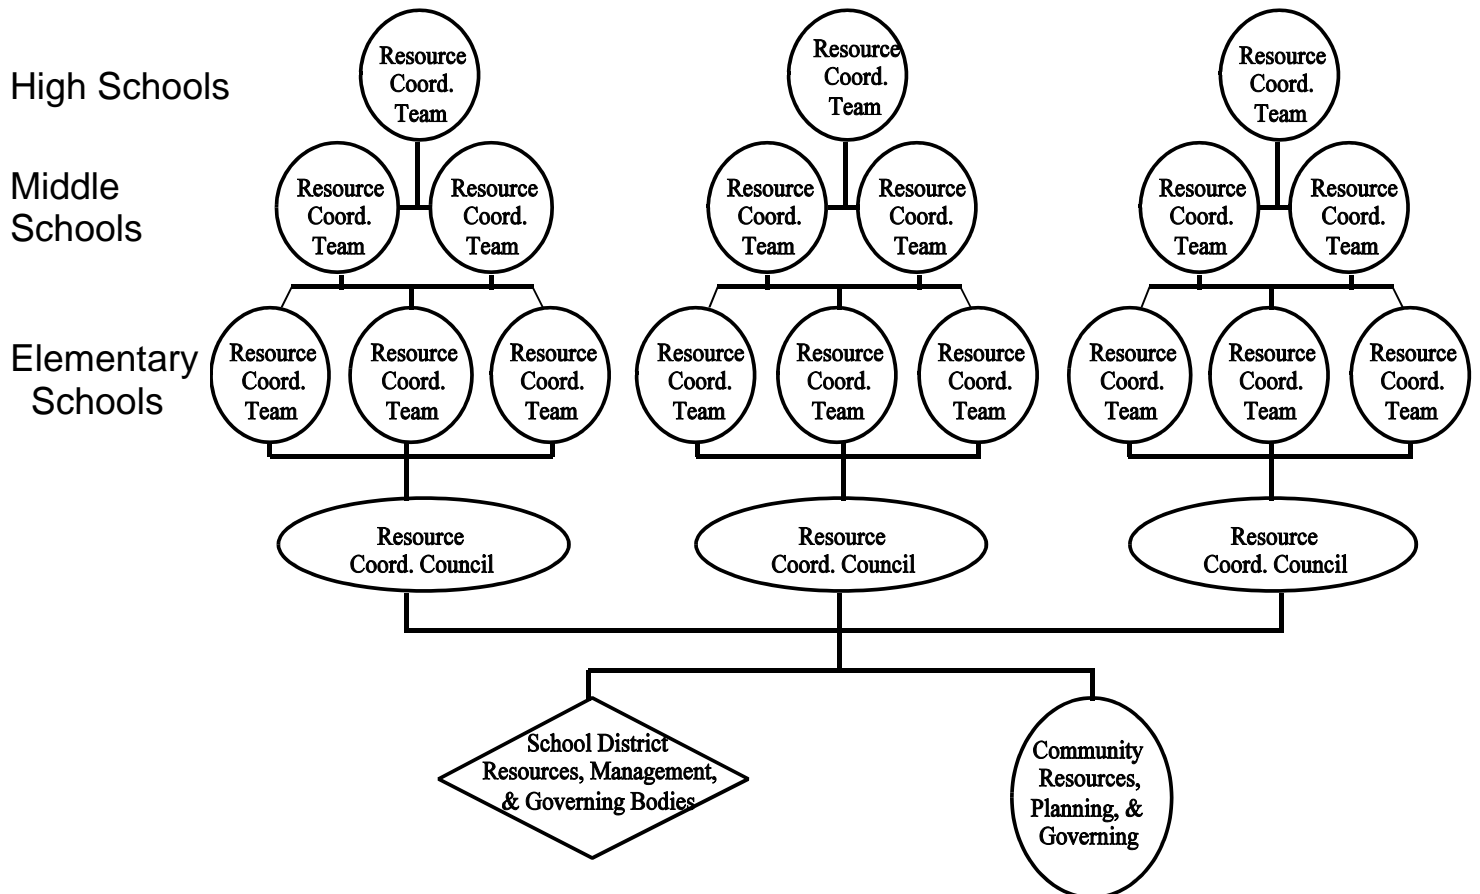 High Schools
Resource
Coord.
Team
Resource
Coord.
Team
Resource
Coord.
Team
Middle
Schools
Resource
Coord.
Team
Resource
Coord.
Team
Resource
Coord.
Team
Resource
Coord.
Team
Resource
Coord.
Team
Resource
Coord.
Team
Elementary
Schools
Resource
Coord.
Team
Resource
Coord.
Team
Resource
Coord.
Team
Resource
Coord.
Team
Resource
Coord.
Team
Resource
Coord.
Team
Resource
Coord.
Team
Resource
Coord.
Team
Resource
Coord.
Team
Resource
Coord. Council
Resource
Coord. Council
Resource
Coord. Council
School District
Resources, Management,
& Governing Bodies
Community
Resources,
Planning, &
Governing